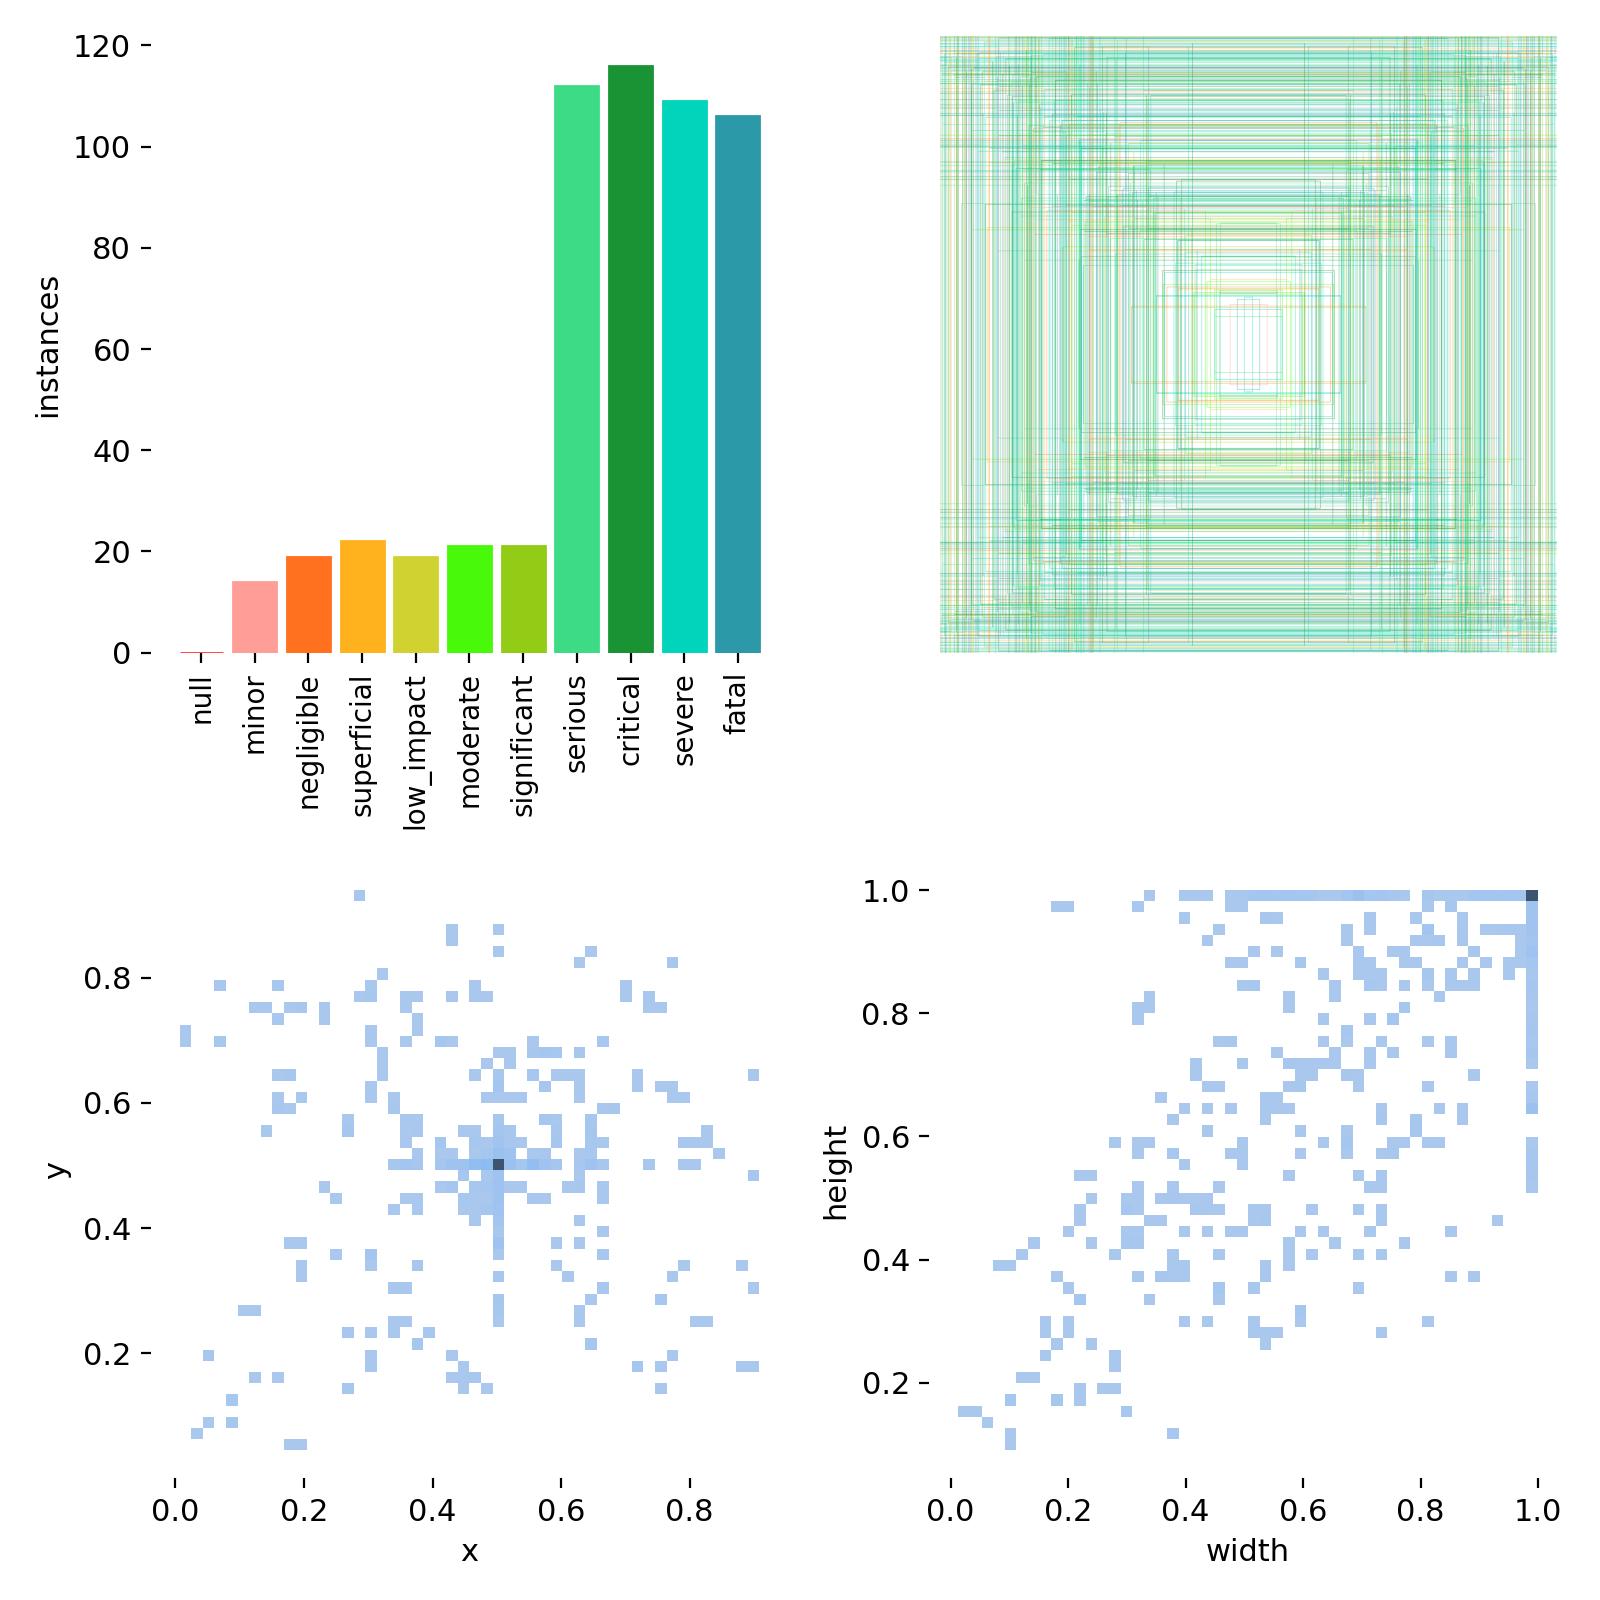 120
100
80
60
40
20
0
instances
null
minor
negligible
superficial
low_impact
moderate
significant
serious
critical
severe
fatal
0.8
0.6
0.4
0.2
y
0.0 0.2 0.4 0.6 0.8
x
1.0
0.8
0.6
0.4
0.2
height
0.0 0.2 0.4 0.6 0.8 1.0
width